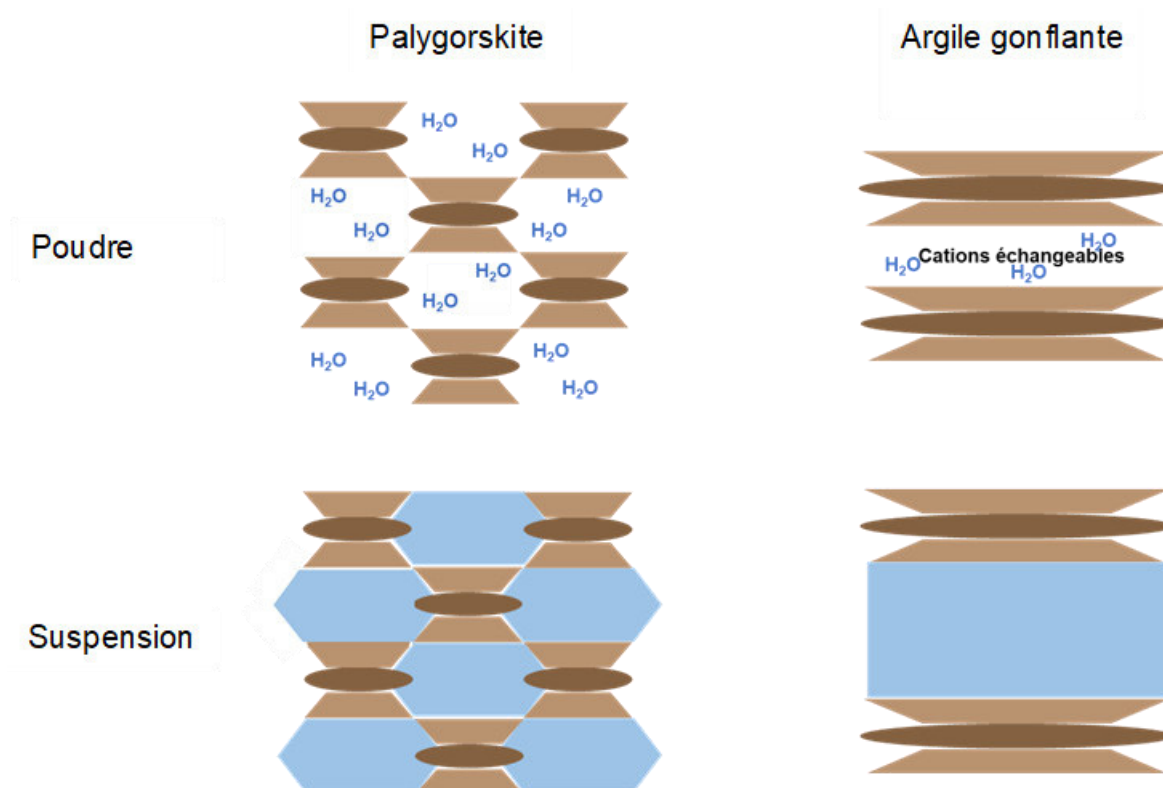 Palygorskite
Argile gonflante
H₂O
H₂O
H₂O
H₂O
H₂O
H₂O
Poudre
H₂O
H₂O
H₂O
H₂O
H₂O
H₂O
H₂O
Cations échangeables
H₂O
H₂O
Suspension